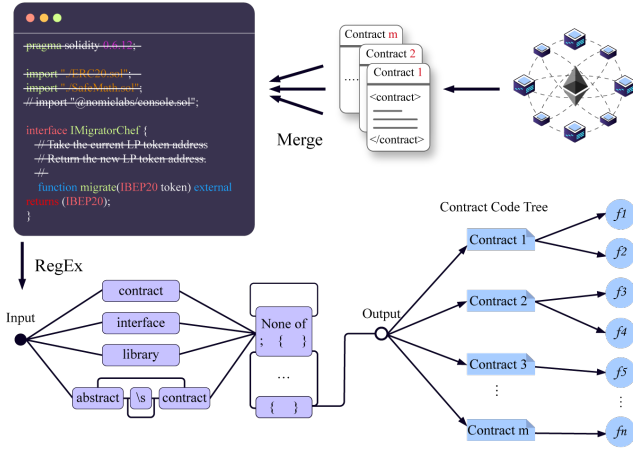 pragma solidity 0.6.12;
import "./ERC20.sol";
import "./SafeMath.sol";
// import "@nomiclabs/console.sol";
interface IMigratorChef {
// Take the current LP token address
// Return the new LP token address.
//
function migrate(IBEP20 token) external
returns (IBEP20);
}
Merge
Contract m
....
Contract 2
Contract 1
<contract>
</contract>
RegEx
Input
contract
interface
library
abstract
\s
contract
None of
; { }
...
{ }
Output
Contract Code Tree
Contract 1
Contract 2
Contract 3
⋮
Contract m
f1
f2
f3
f4
f5
⋮
fn